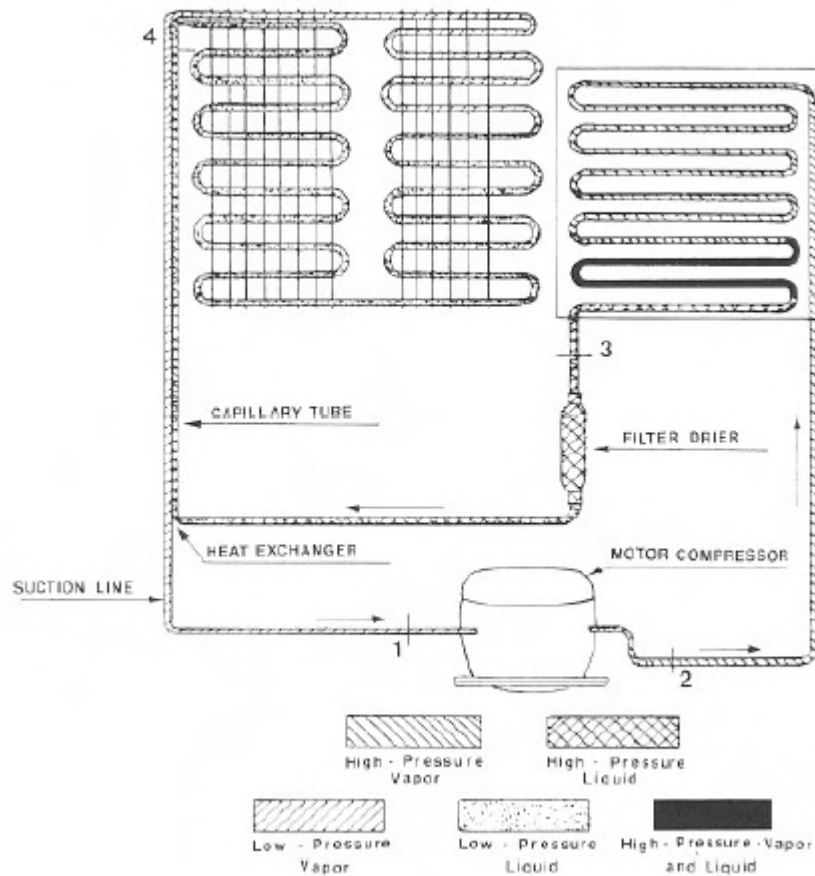 4
3
CAPILLARY TUBE
FILTER DRIER
HEAT EXCHANGER
MOTOR COMPRESSOR
SUCTION LINE
1
2
High - Pressure
Vapor
High - Pressure
Liquid
Low - Pressure
Vapor
Low - Pressure
Liquid
High - Pressure - Vapor
and Liquid